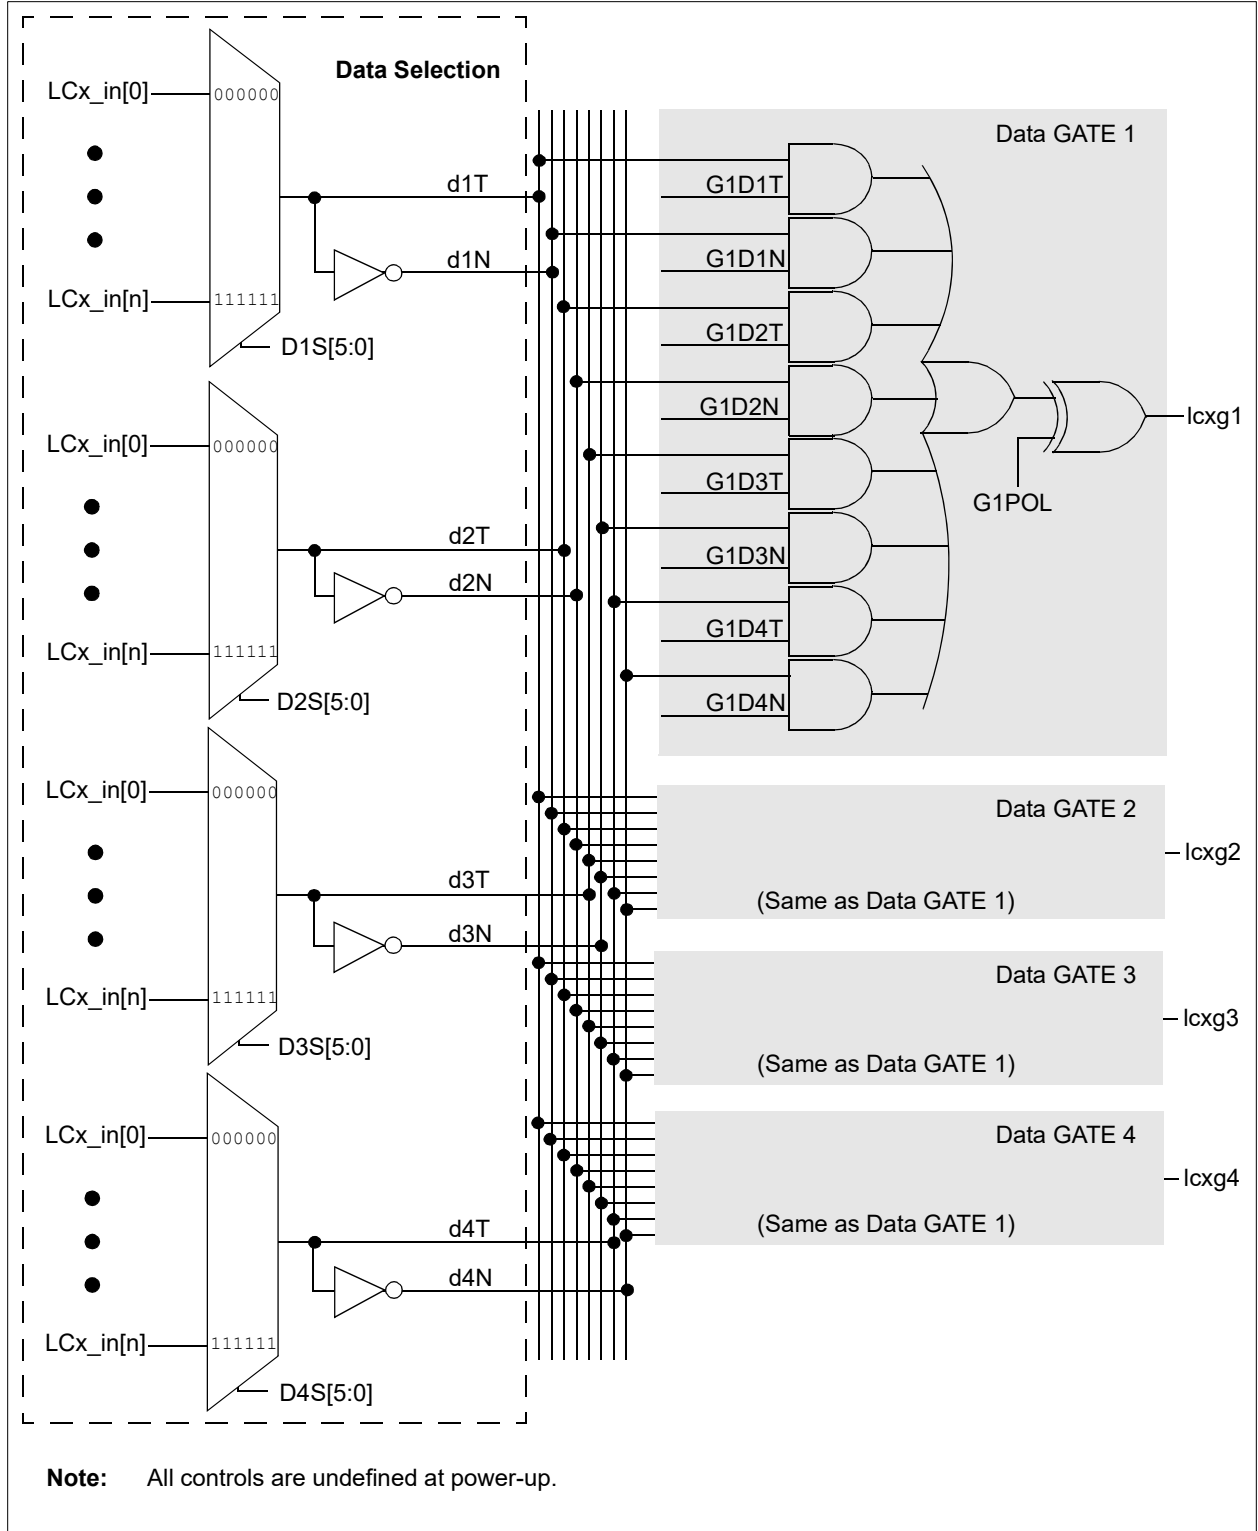 Data Selection
LCx_in[0]
000000
d1T
d1N
LCx_in[n]
111111
D1S[5:0]
LCx_in[0]
000000
d2T
d2N
LCx_in[n]
111111
D2S[5:0]
LCx_in[0]
000000
d3T
d3N
LCx_in[n]
111111
D3S[5:0]
LCx_in[0]
000000
d4T
d4N
LCx_in[n]
111111
D4S[5:0]
Data GATE 1
G1D1T
G1D1N
G1D2T
G1D2N
G1D3T
G1D3N
G1D4T
G1D4N
G1POL
lcxg1
Data GATE 2
(Same as Data GATE 1)
lcxg2
Data GATE 3
(Same as Data GATE 1)
lcxg3
Data GATE 4
(Same as Data GATE 1)
lcxg4
Note: All controls are undefined at power-up.